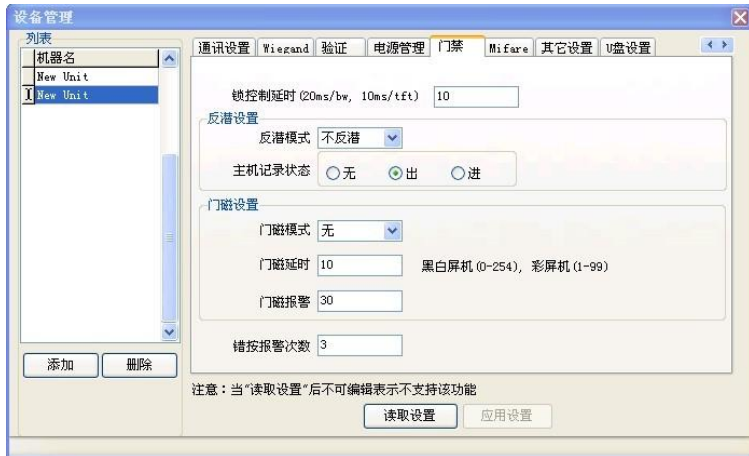 设备管理
列表
机器名
New Unit
New Unit
添加 删除
通讯设置 Wiegand 验证 电源管理 门禁 Mifare 其它设置 U盘设置
锁控制延时(20ms/bw, 10ms/tft) 10
反潜设置
反潜模式 不反潜
主机记录状态 无 出 进
门磁设置
门磁模式 无
门磁延时 10 黑白屏机(0-254), 彩屏机(1-99)
门磁报警 30
错按报警次数 3
注意：当"读取设置"后不可编辑表示不支持该功能
读取设置 应用设置